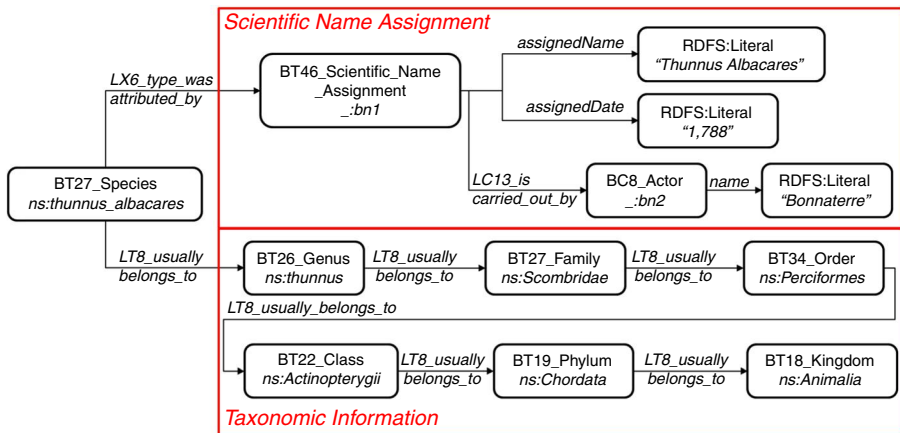 Scientific Name Assignment
LX6_type_was
attributed_by
BT46_Scientific_Name
_Assignment
_:bn1
assignedName
RDFS:Literal
“Thunnus Albacares”
assignedDate
RDFS:Literal
“1,788”
BT27_Species
ns:thunnus_albacares
LC13_is
carried_out_by
BC8_Actor
_:bn2
name
RDFS:Literal
“Bonnaterre”
LT8_usually
belongs_to
BT26_Genus
ns:thunnus
LT8_usually
belongs_to
BT27_Family
ns:Scombridae
LT8_usually
belongs_to
BT34_Order
ns:Perciformes
LT8_usually_belongs_to
BT22_Class
ns:Actinopterygii
LT8_usually
belongs_to
BT19_Phylum
ns:Chordata
LT8_usually
belongs_to
BT18_Kingdom
ns:Animalia
Taxonomic Information